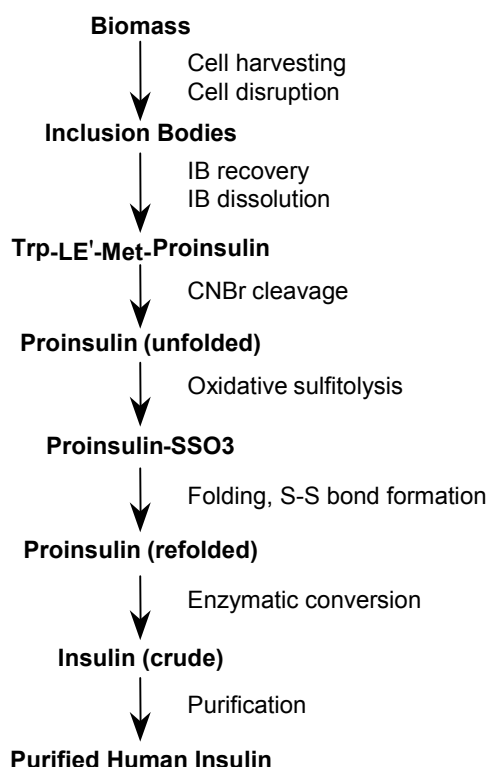 Biomass
Cell harvesting
Cell disruption
Inclusion Bodies
IB recovery
IB dissolution
Trp-LE'-Met-Proinsulin
CNBr cleavage
Proinsulin (unfolded)
Oxidative sulfitolysis
Proinsulin-SSO3
Folding, S-S bond formation
Proinsulin (refolded)
Enzymatic conversion
Insulin (crude)
Purification
Purified Human Insulin